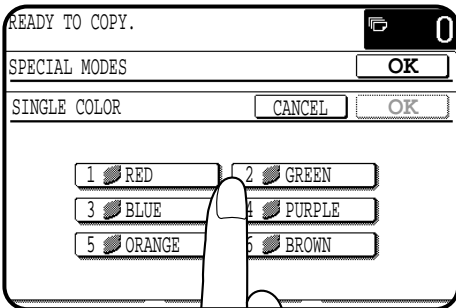 READY TO COPY.
0
SPECIAL MODES OK
SINGLE COLOR CANCEL OK
1 RED 2 GREEN
3 BLUE 4 PURPLE
5 ORANGE 6 BROWN